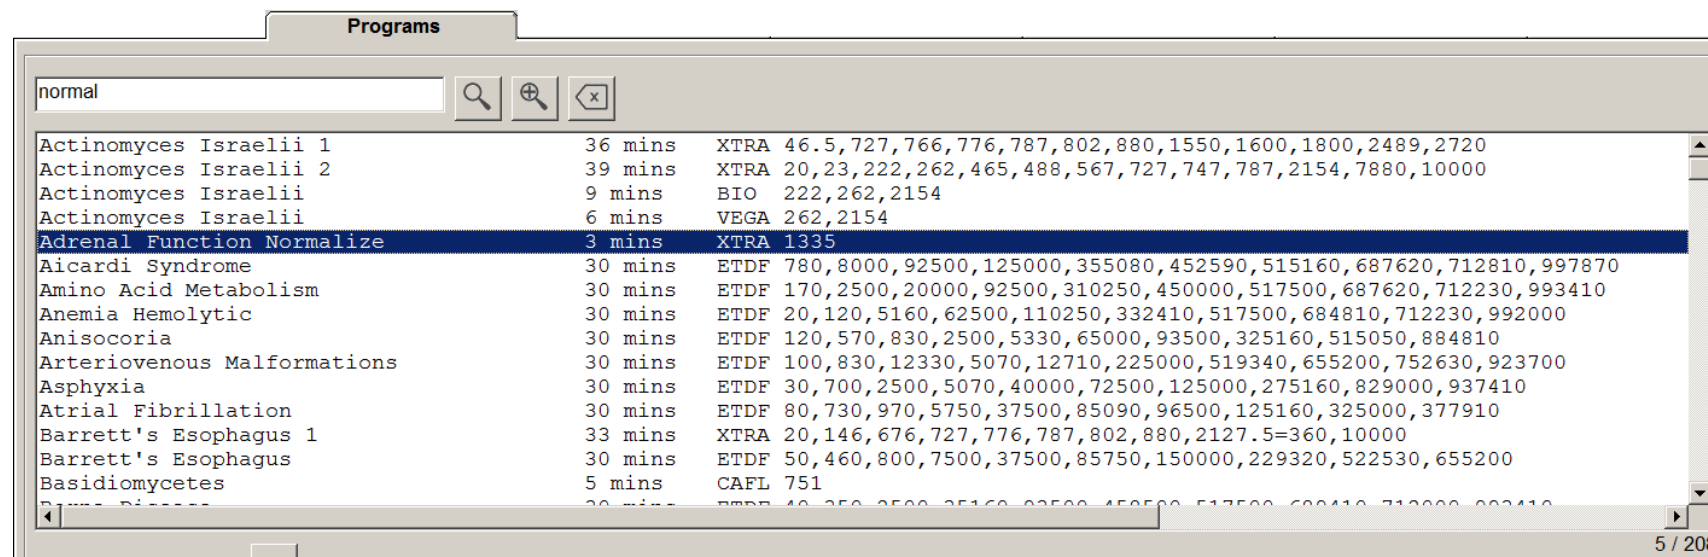 Programs
normal
Actinomyces Israelii 1 36 mins XTRA 46.5,727,766,776,787,802,880,1550,1600,1800,2489,2720
Actinomyces Israelii 2 39 mins XTRA 20,23,222,262,465,488,567,727,747,787,2154,7880,10000
Actinomyces Israelii 9 mins BIO 222,262,2154
Actinomyces Israelii 6 mins VEGA 262,2154
Adrenal Function Normalize 3 mins XTRA 1335
Aicardi Syndrome 30 mins ETDF 780,8000,92500,125000,355080,452590,515160,687620,712810,997870
Amino Acid Metabolism 30 mins ETDF 170,2500,20000,92500,310250,450000,517500,687620,712230,993410
Anemia Hemolytic 30 mins ETDF 20,120,5160,62500,110250,332410,517500,684810,712230,992000
Anisocoria 30 mins ETDF 120,570,830,2500,5330,65000,93500,325160,515050,884810
Arteriovenous Malformations 30 mins ETDF 100,830,12330,5070,12710,225000,519340,655200,752630,923700
Asphyxia 30 mins ETDF 30,700,2500,5070,40000,72500,125000,275160,829000,937410
Atrial Fibrillation 30 mins ETDF 80,730,970,5750,37500,85090,96500,125160,325000,377910
Barrett's Esophagus 1 33 mins XTRA 20,146,676,727,776,787,802,880,2127.5=360,10000
Barrett's Esophagus 30 mins ETDF 50,460,800,7500,37500,85750,150000,229320,522530,655200
Basidiomycetes 5 mins CAFL 751
5 / 208